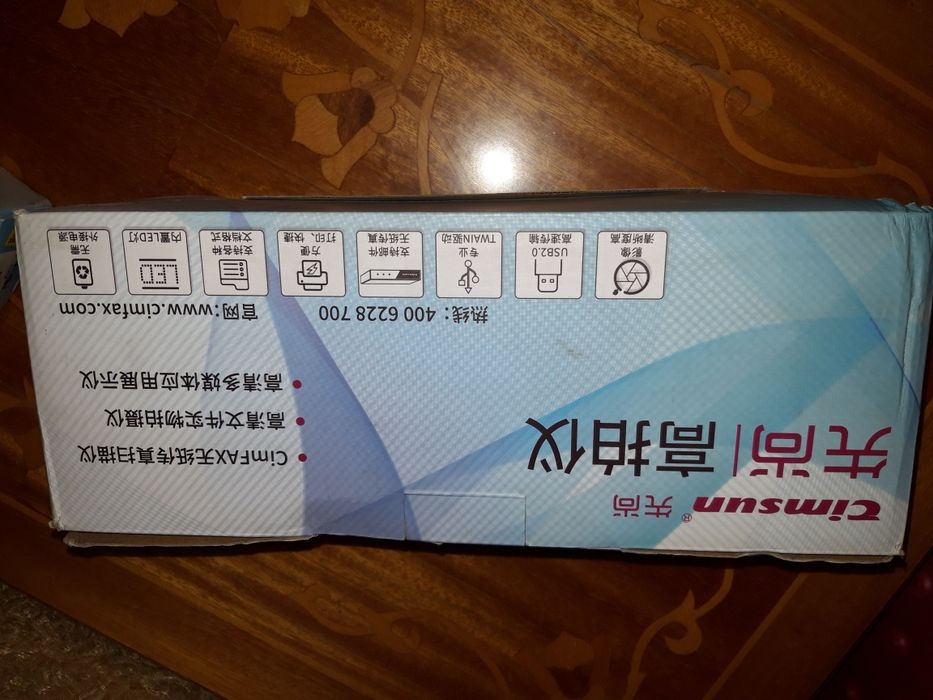 Cimsun® 先尚
先尚|高拍仪
• CimFAX无纸传真扫描仪
• 高清文件实物拍摄仪
• 高清多媒体应用展示仪
热线：400 6228 700
官网：www.cimfax.com
影像
清晰度高
USB2.0
高速传输
专业
TWAIN驱动
支持邮件
无纸传真
方便
打印、快捷
支持各种
文档格式
LED
内置LED灯
无需
外接电源